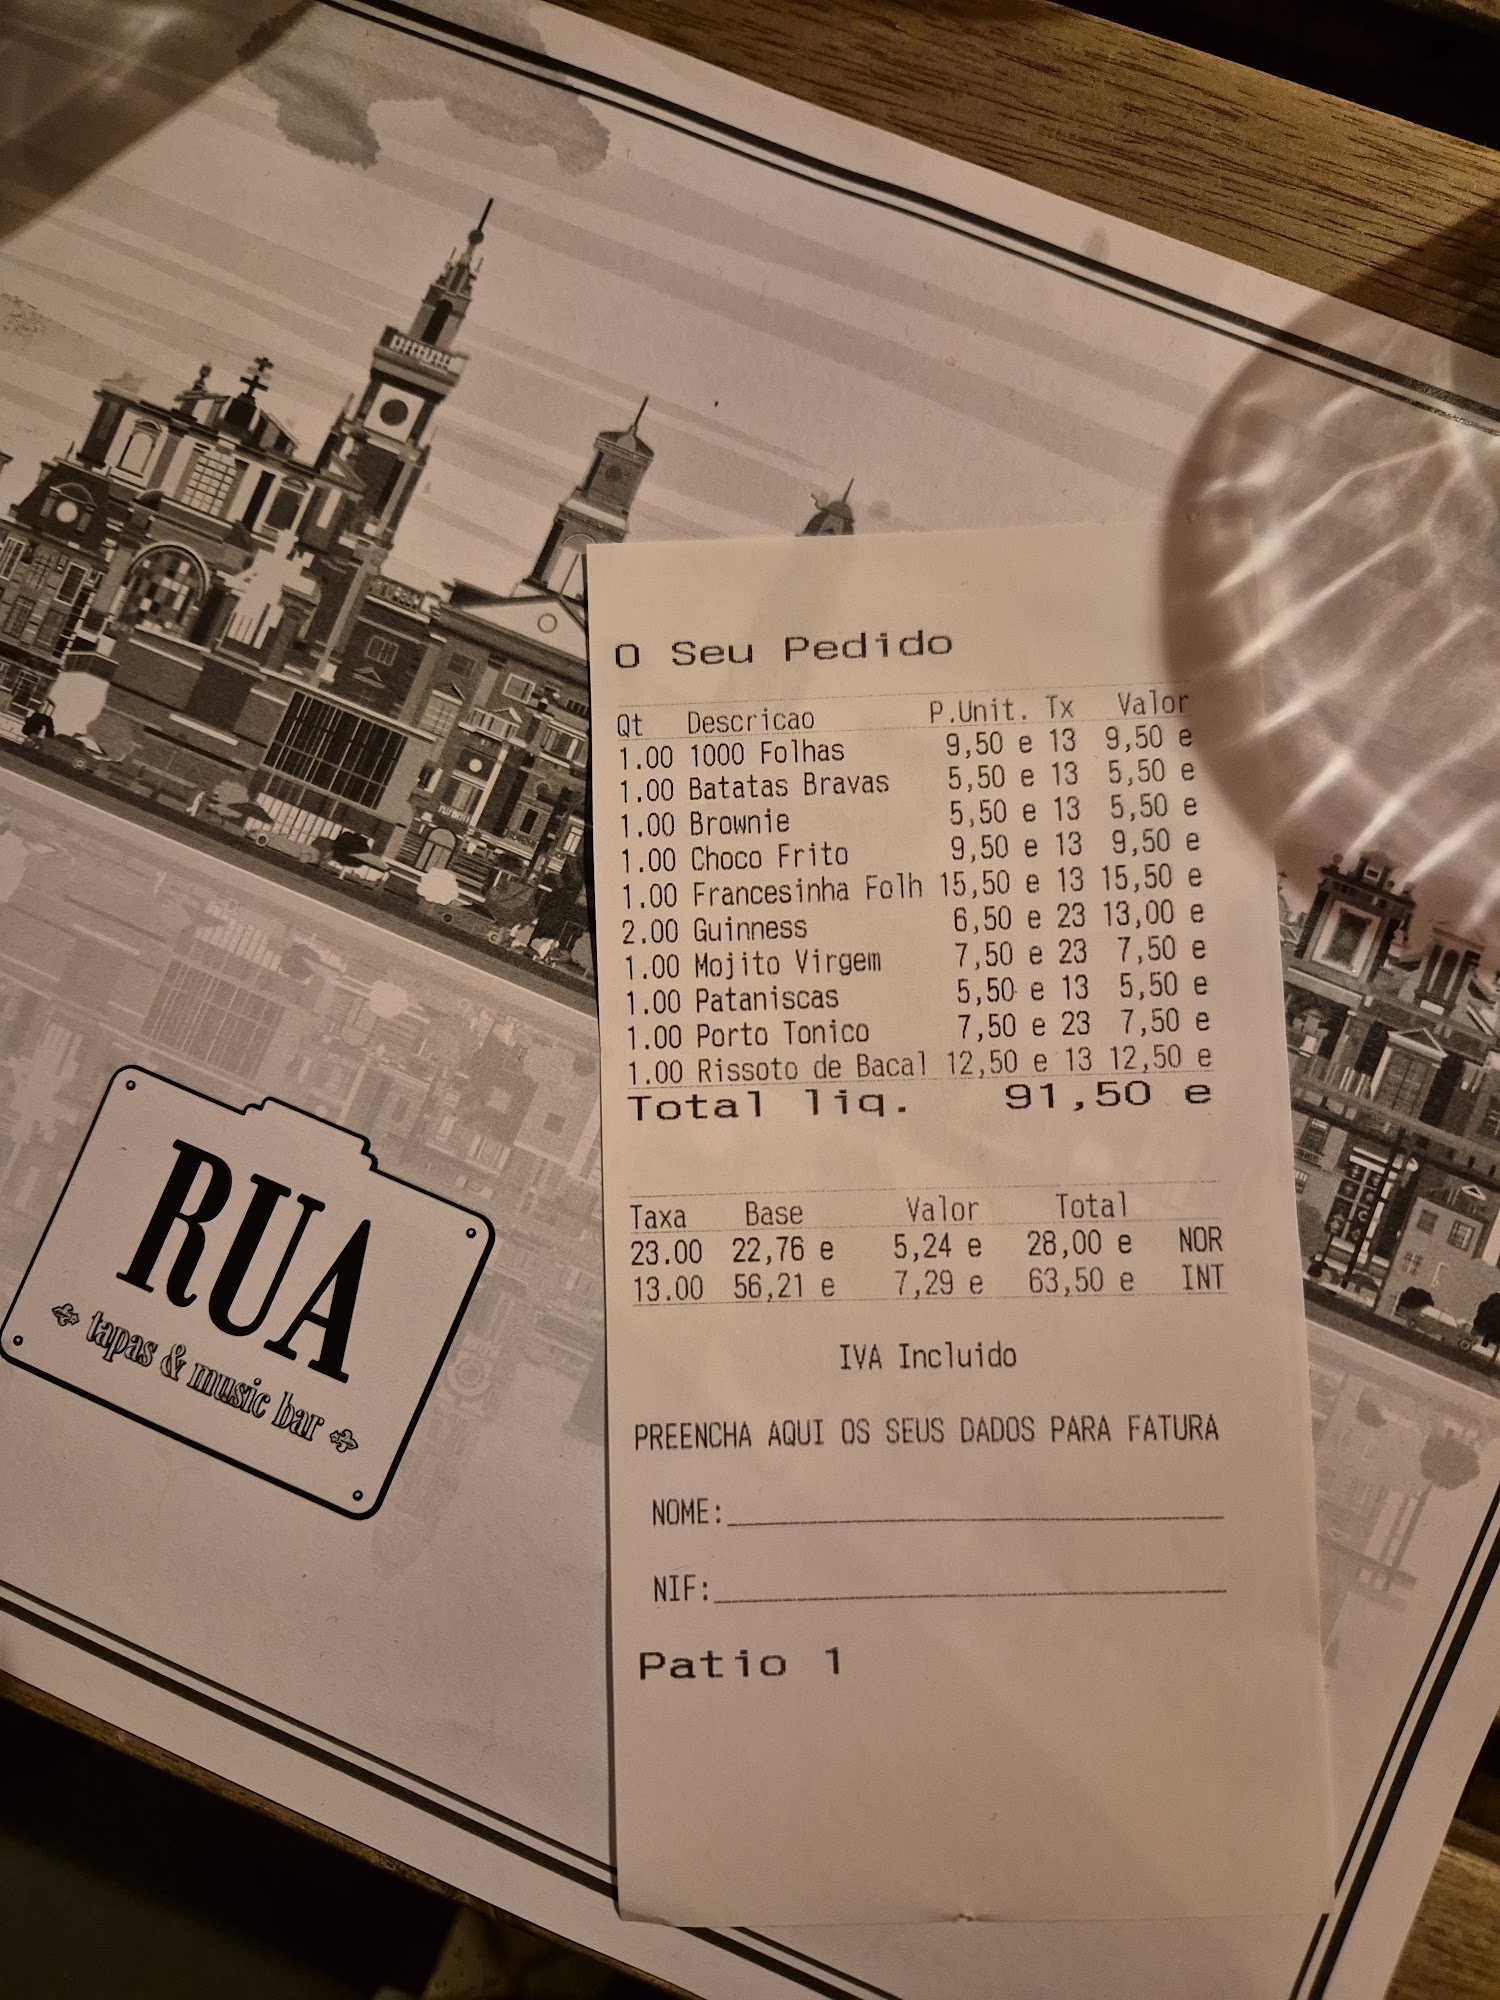 O Seu Pedido
Qt Descricao P.Unit. Tx Valor
1.00 1000 Folhas 9,50 e 13 9,50 e
1.00 Batatas Bravas 5,50 e 13 5,50 e
1.00 Brownie 5,50 e 13 5,50 e
1.00 Choco Frito 9,50 e 13 9,50 e
1.00 Francesinha Folh 15,50 e 13 15,50 e
2.00 Guinness 6,50 e 23 13,00 e
1.00 Mojito Virgem 7,50 e 23 7,50 e
1.00 Pataniscas 5,50 e 13 5,50 e
1.00 Porto Tonico 7,50 e 23 7,50 e
1.00 Rissoto de Bacal 12,50 e 13 12,50 e
Total liq. 91,50 e
Taxa Base Valor Total
23.00 22,76 e 5,24 e 28,00 e NOR
13.00 56,21 e 7,29 e 63,50 e INT
IVA Incluido
PREENCHA AQUI OS SEUS DADOS PARA FATURA
NOME:
NIF:
Patio 1
RUA
tapas & music bar